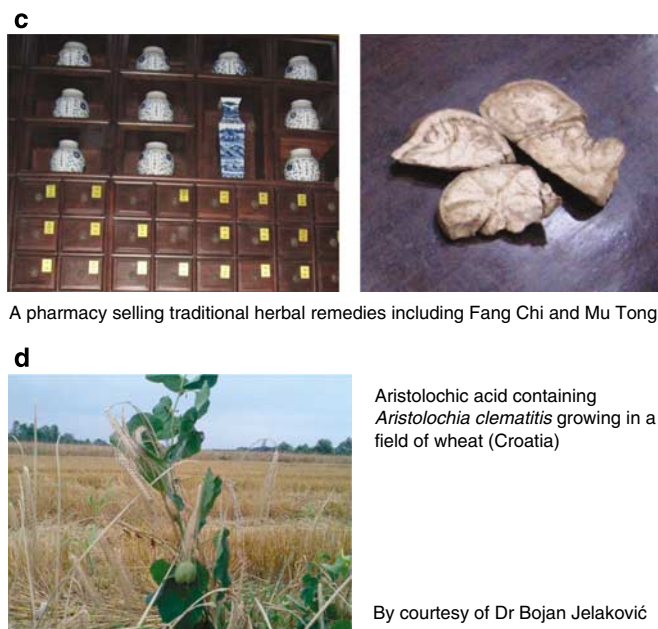 c
A pharmacy selling traditional herbal remedies including Fang Chi and Mu Tong
d
Aristolochic acid containing
Aristolochia clematitis growing in a
field of wheat (Croatia)
By courtesy of Dr Bojan Jelaković